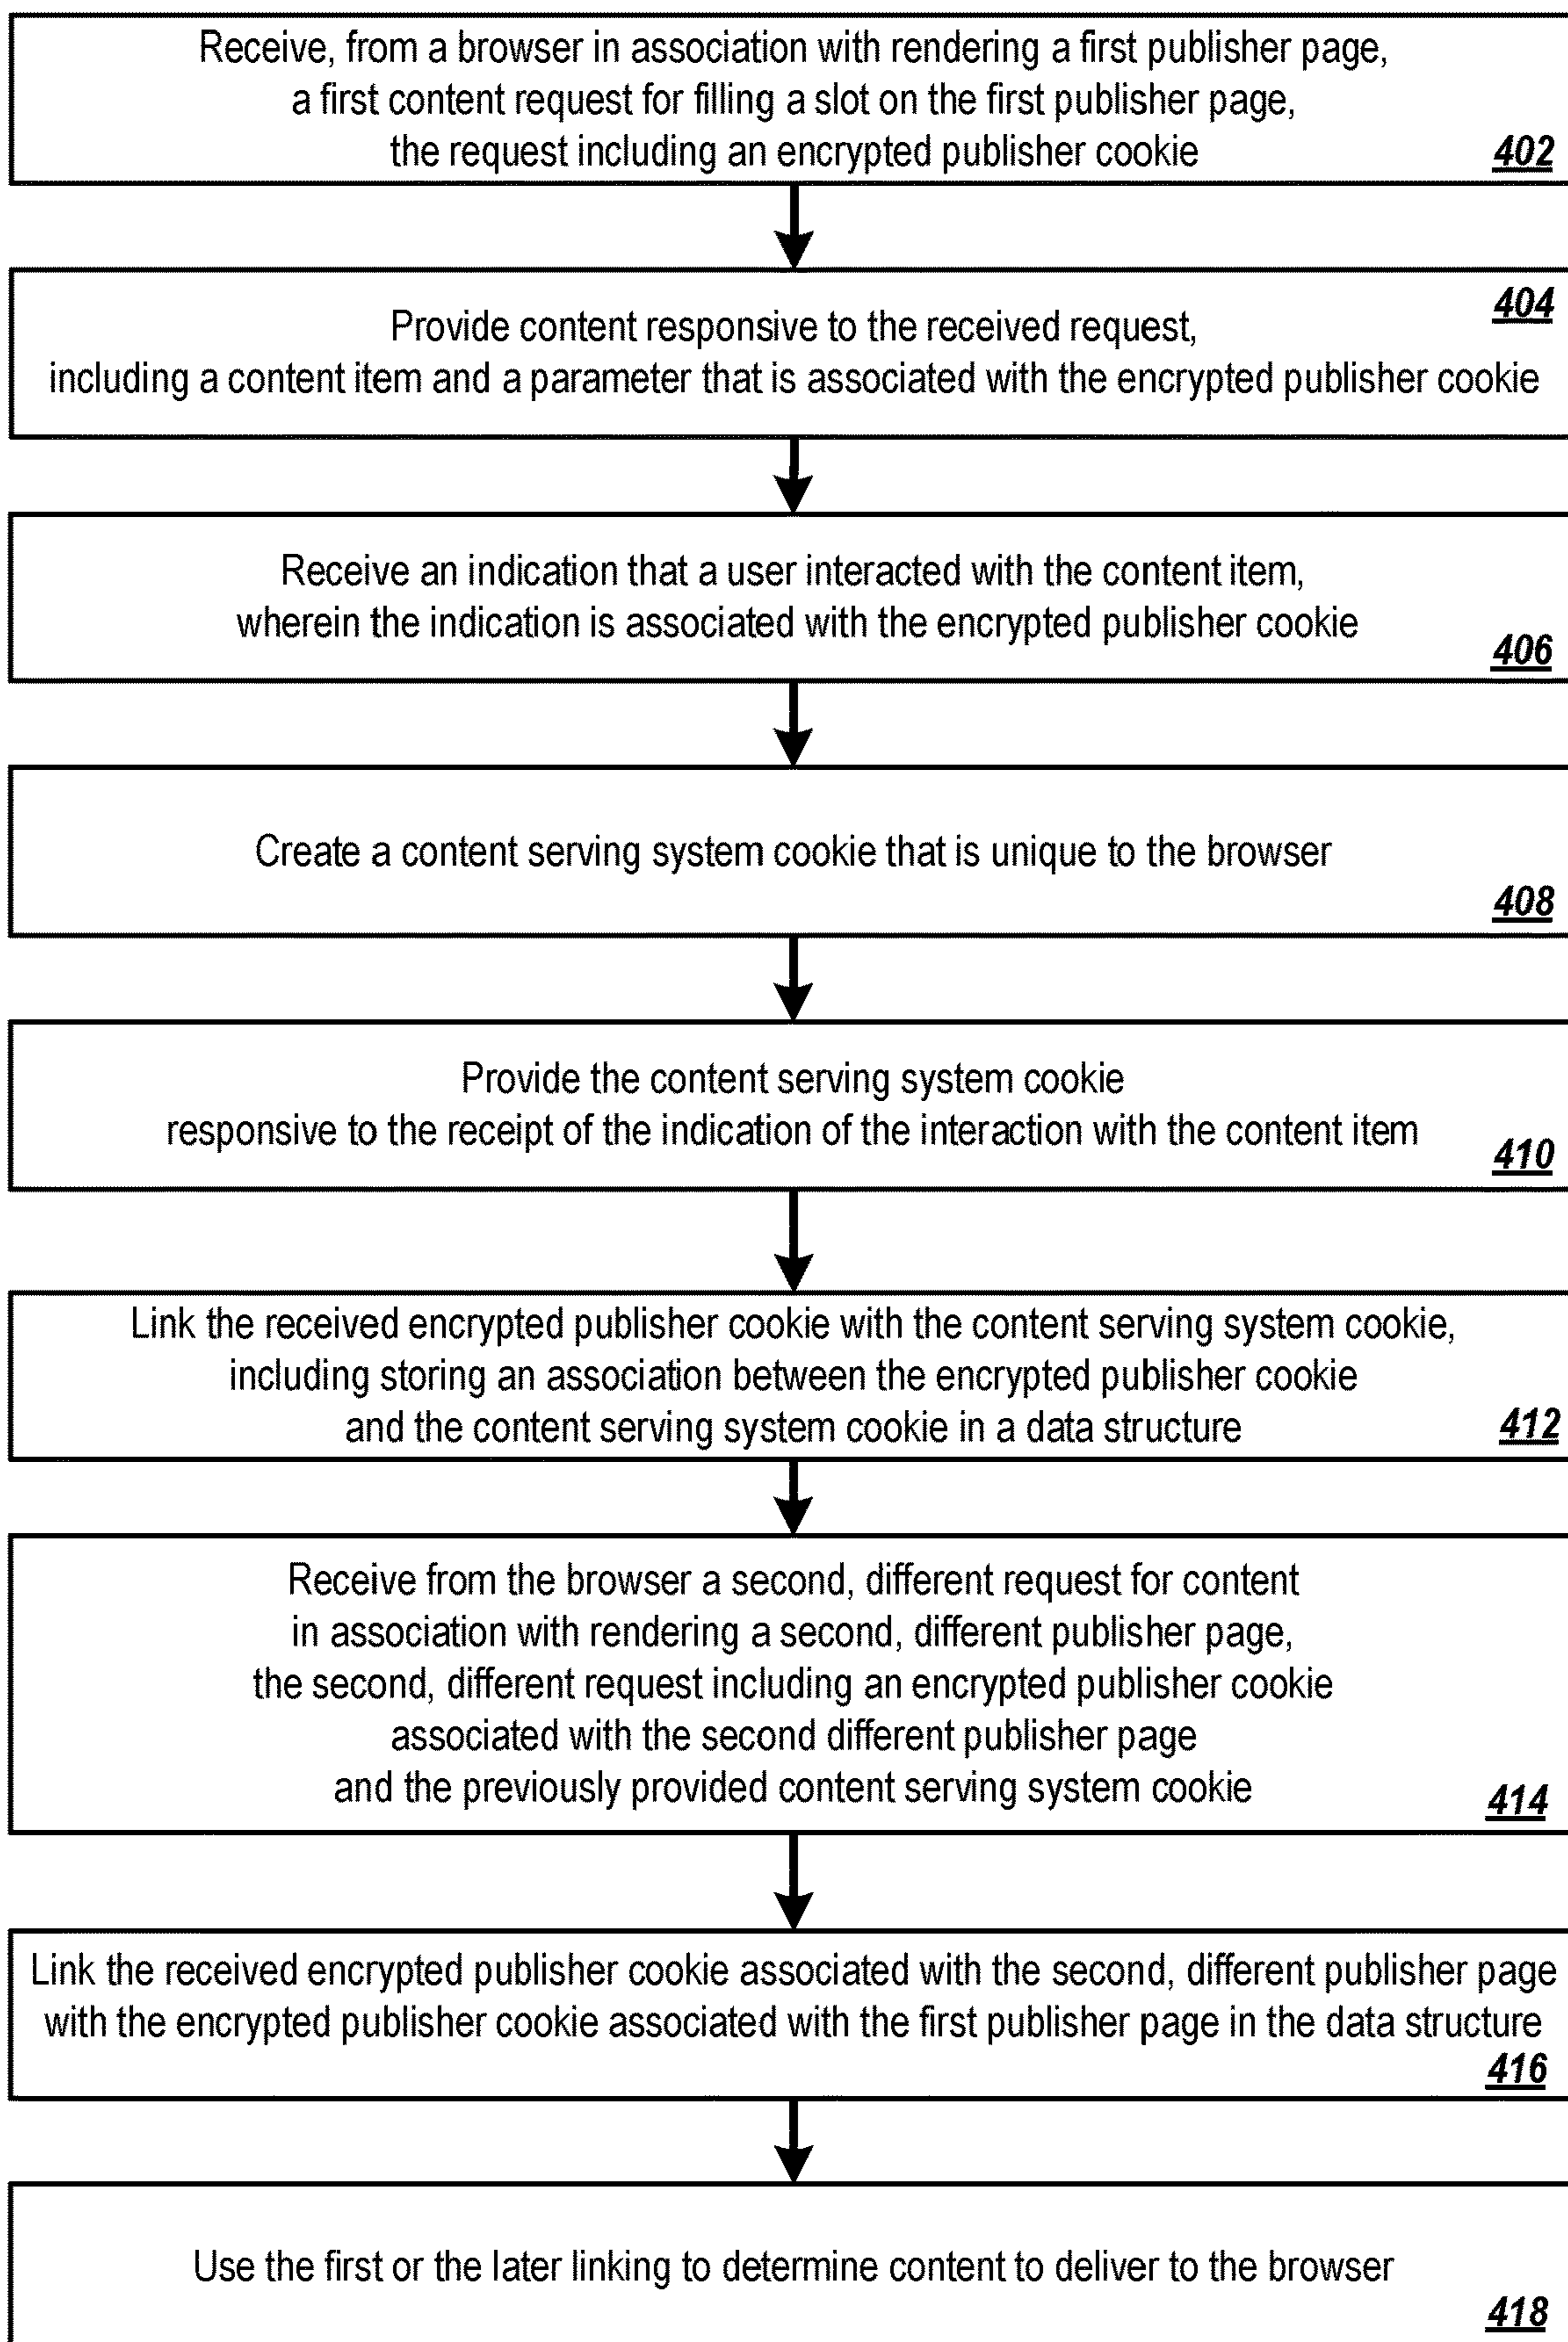 Receive, from a browser in association with rendering a first publisher page,
a first content request for filling a slot on the first publisher page,
the request including an encrypted publisher cookie
402
404
Provide content responsive to the received request,
including a content item and a parameter that is associated with the encrypted publisher cookie
Receive an indication that a user interacted with the content item,
wherein the indication is associated with the encrypted publisher cookie
406
Create a content serving system cookie that is unique to the browser
408
Provide the content serving system cookie
responsive to the receipt of the indication of the interaction with the content item
410
Link the received encrypted publisher cookie with the content serving system cookie,
including storing an association between the encrypted publisher cookie
and the content serving system cookie in a data structure
412
Receive from the browser a second, different request for content
in association with rendering a second, different publisher page,
the second, different request including an encrypted publisher cookie
associated with the second different publisher page
and the previously provided content serving system cookie
414
Link the received encrypted publisher cookie associated with the second, different publisher page
with the encrypted publisher cookie associated with the first publisher page in the data structure
416
Use the first or the later linking to determine content to deliver to the browser
418